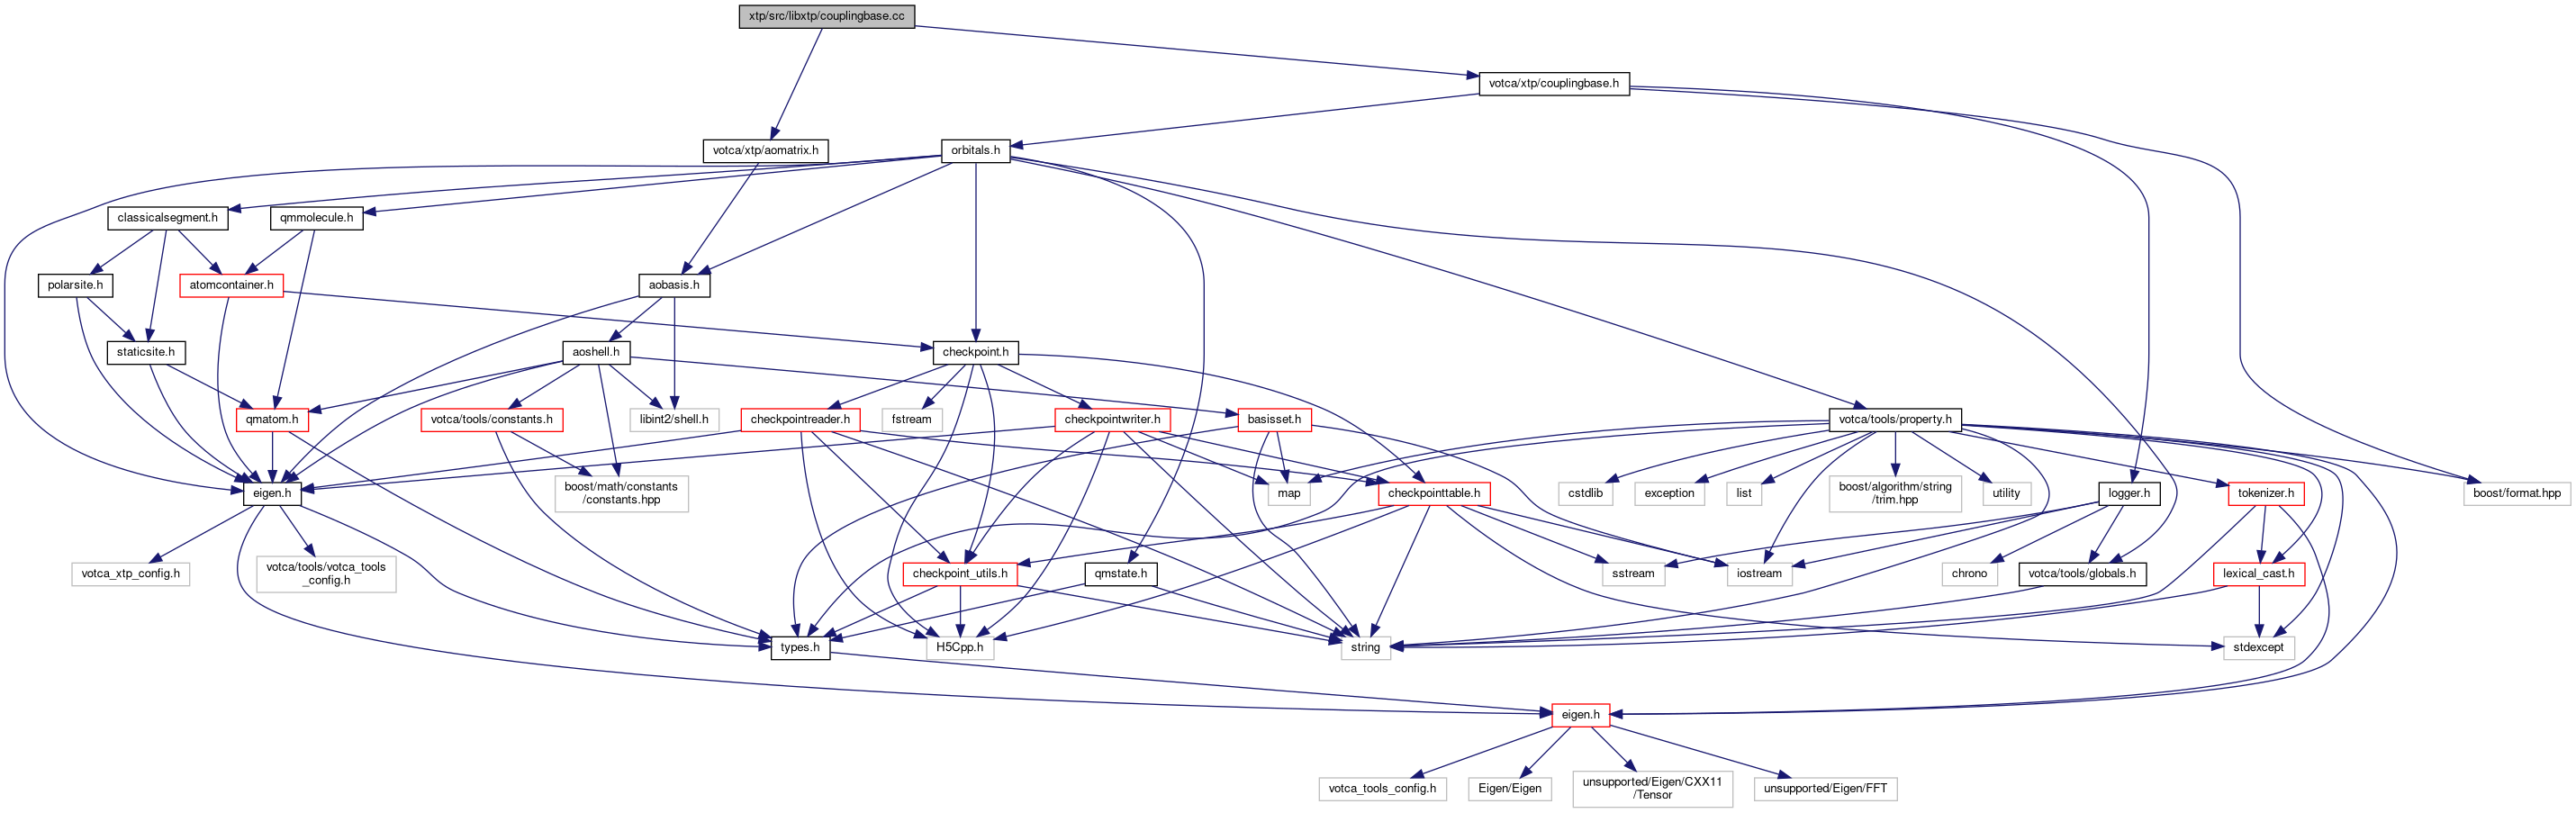 xtp/src/libxtp/couplingbase.cc
votca/xtp/couplingbase.h
votca/xtp/aomatrix.h
orbitals.h
classicalsegment.h
qmmolecule.h
polarsite.h
atomcontainer.h
aobasis.h
staticsite.h
aoshell.h
checkpoint.h
qmatom.h
votca/tools/constants.h
libint2/shell.h
checkpointreader.h
fstream
checkpointwriter.h
basisset.h
votca/tools/property.h
eigen.h
boost/math/constants
/constants.hpp
map
checkpointtable.h
cstdlib
exception
list
boost/algorithm/string
/trim.hpp
utility
logger.h
tokenizer.h
boost/format.hpp
votca_xtp_config.h
votca/tools/votca_tools
_config.h
checkpoint_utils.h
qmstate.h
sstream
iostream
chrono
votca/tools/globals.h
lexical_cast.h
types.h
H5Cpp.h
string
stdexcept
eigen.h
votca_tools_config.h
Eigen/Eigen
unsupported/Eigen/CXX11
/Tensor
unsupported/Eigen/FFT